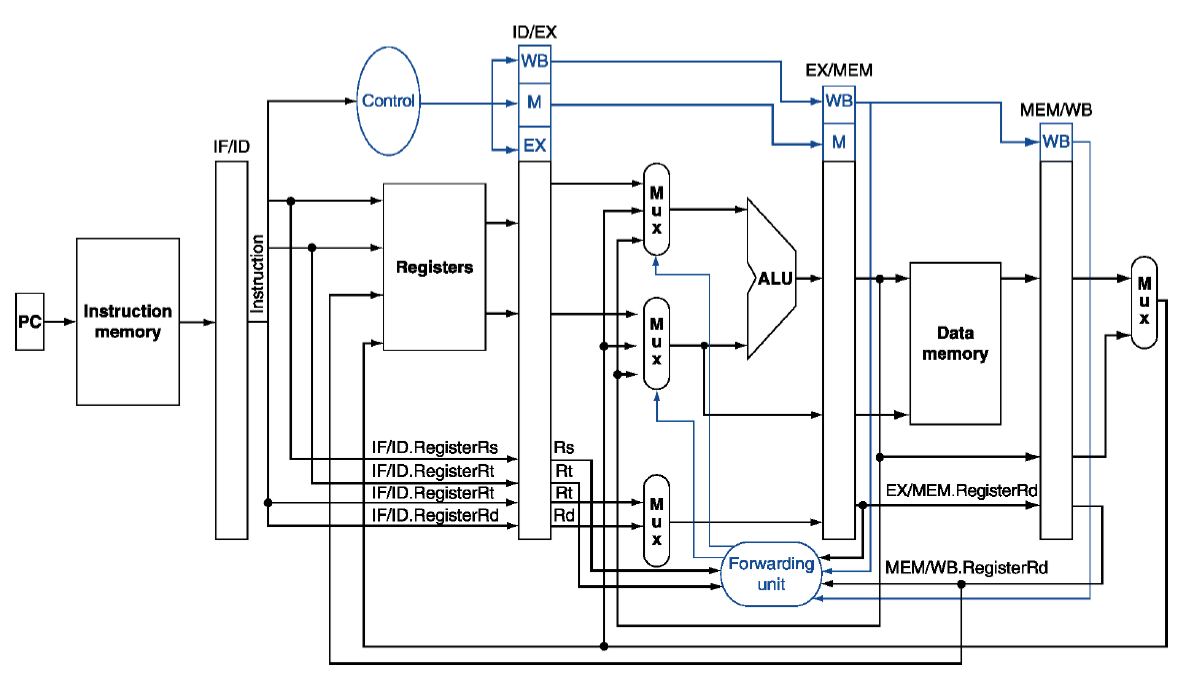 ID/EX
WB
EX/MEM
Control
M
WB
MEM/WB
IF/ID
EX
M
WB
Mux
Registers
Instruction
ALU
PC
Instruction
memory
Mux
Data
memory
Mux
IF/ID.RegisterRs
Rs
IF/ID.RegisterRt
Rt
IF/ID.RegisterRt
Rt
IF/ID.RegisterRd
Rd
Mux
EX/MEM.RegisterRd
Forwarding
unit
MEM/WB.RegisterRd